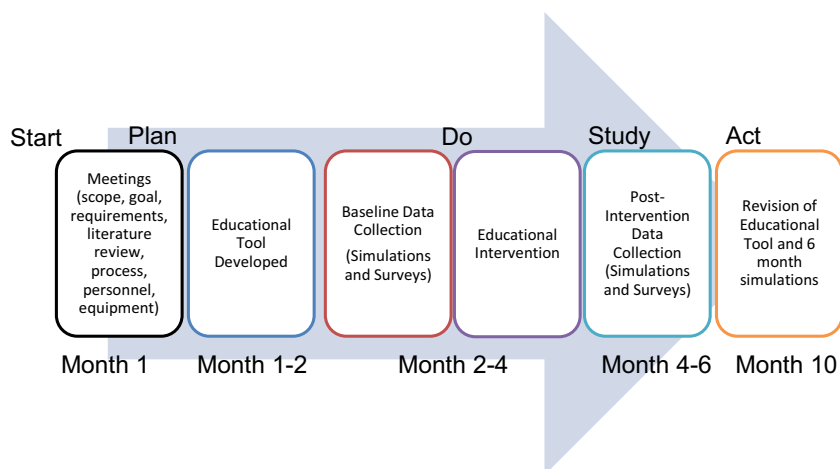 Start
Plan
Do
Study
Act
Meetings
(scope, goal,
requirements,
literature
review,
process,
personnel,
equipment)
Educational
Tool
Developed
Baseline Data
Collection
(Simulations
and Surveys)
Educational
Intervention
Post-
Intervention
Data
Collection
(Simulations
and Surveys)
Revision of
Educational
Tool and 6
month
simulations
Month 1
Month 1-2
Month 2-4
Month 4-6
Month 10